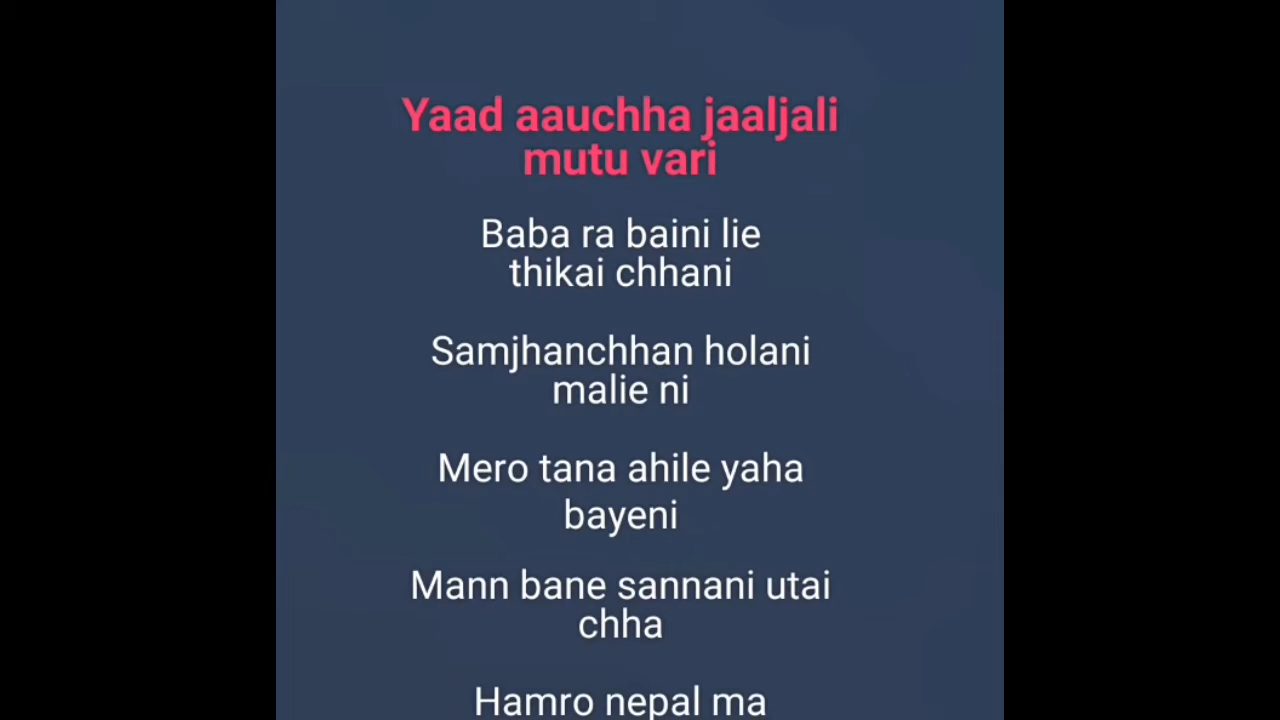 Yaad aauchha jaaljali
mutu vari
Baba ra baini lie
thikai chhani
Samjhanchhan holani
malie ni
Mero tana ahile yaha
bayeni
Mann bane sannani utai
chha
Hamro nepal ma